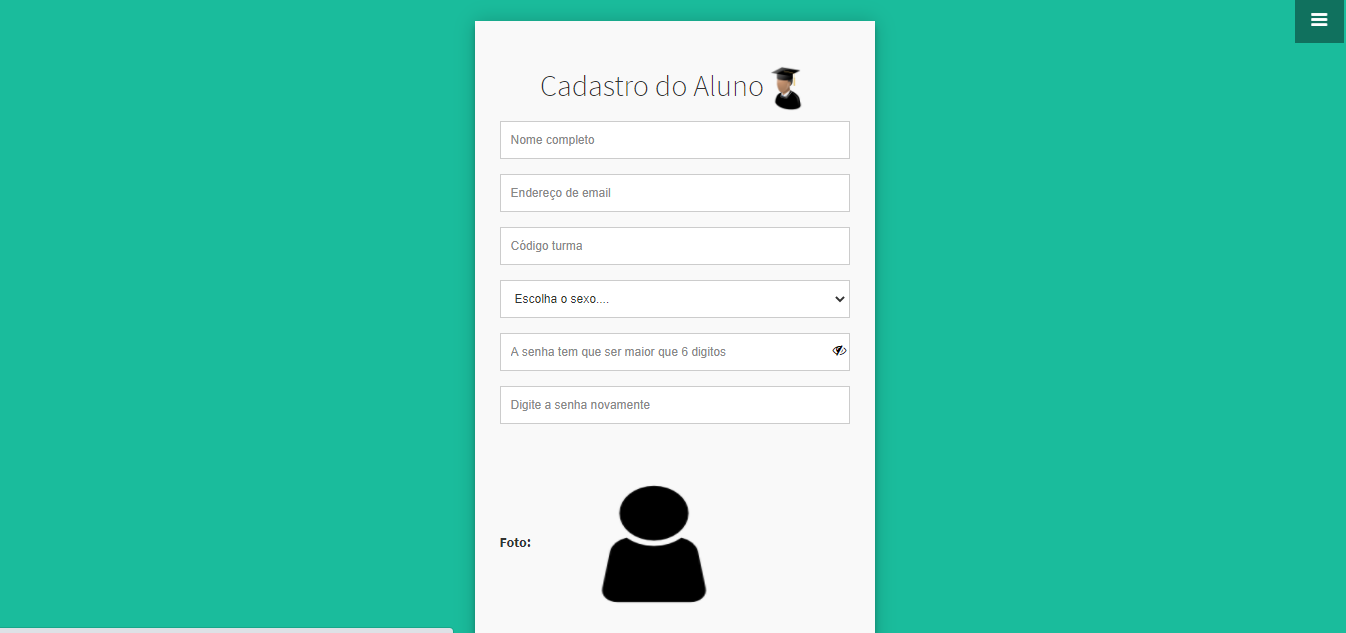 Cadastro do Aluno
Nome completo
Endereço de email
Código turma
Escolha o sexo....
A senha tem que ser maior que 6 digitos
Digite a senha novamente
Foto: